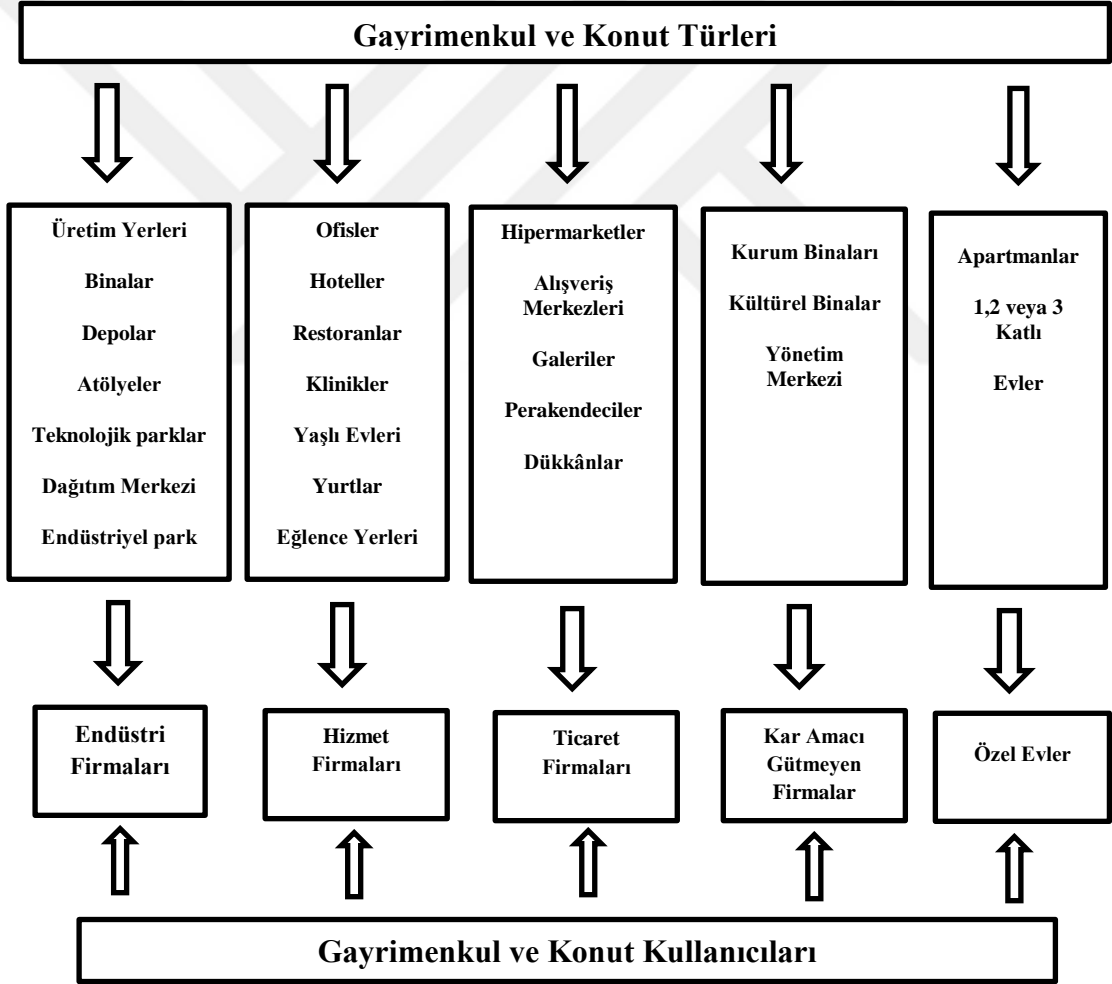 Gayrimenkul ve Konut Türleri
Üretim Yerleri
Binalar
Depolar
Atölyeler
Teknolojik parklar
Dağıtım Merkezi
Endüstriyel park
Ofisler
Hoteller
Restoranlar
Klinikler
Yaşlı Evleri
Yurtlar
Eğlence Yerleri
Hipermarketler
Alışveriş
Merkezleri
Galeriler
Perakendeciler
Dükkânlar
Kurum Binaları
Kültürel Binalar
Yönetim
Merkezi
Apartmanlar
1,2 veya 3
Katlı
Evler
Endüstri
Firmaları
Hizmet
Firmaları
Ticaret
Firmaları
Kar Amacı
Gütmeyen
Firmalar
Özel Evler
Gayrimenkul ve Konut Kullanıcıları